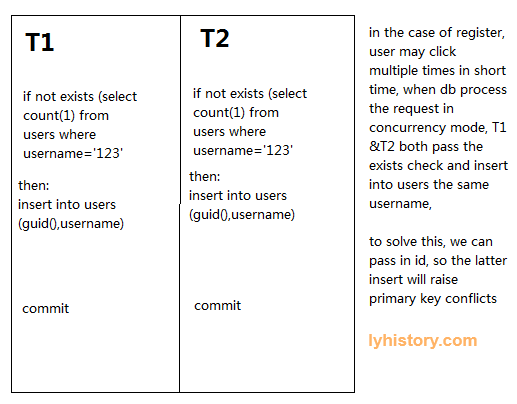 T1
if not exists (select
count(1) from
users where
username='123'
then:
insert into users
(guid(),username)
commit
T2
if not exists (select
count(1) from
users where
username='123'
then:
insert into users
(guid(),username)
commit
in the case of register,
user may click
multiple times in short
time, when db process
the request in
concurrency mode, T1
&T2 both pass the
exists check and insert
into users the same
username,
to solve this, we can
pass in id, so the latter
insert will raise
primary key conflicts
lyhistory.com